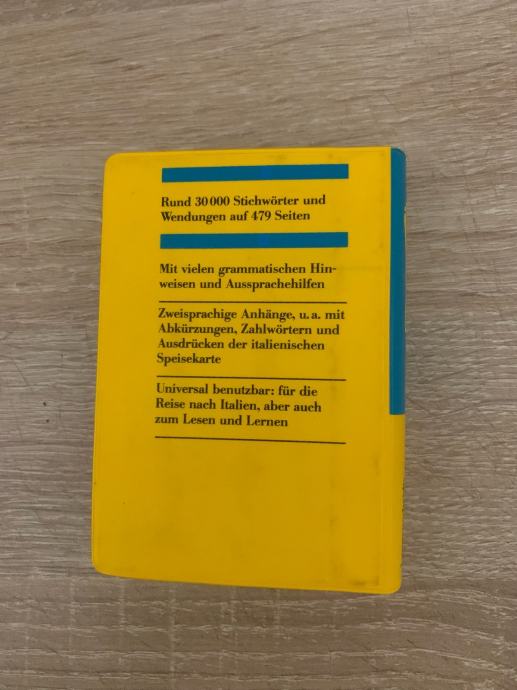 Rund 30 000 Stichwörter und
Wendungen auf 479 Seiten
Mit vielen grammatischen Hin-
weisen und Aussprachehilfen
Zweisprachige Anhänge, u. a. mit
Abkürzungen, Zahlwörtern und
Ausdrücken der italienischen
Speisekarte
Universal benutzbar: für die
Reise nach Italien, aber auch
zum Lesen und Lernen